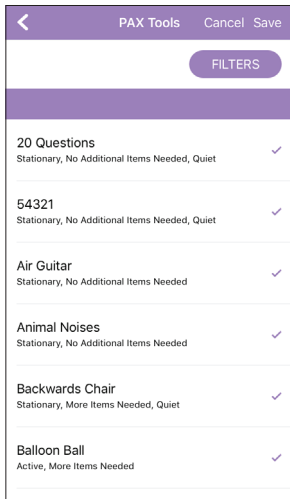 PAX Tools Cancel Save
FILTERS
20 Questions
Stationary, No Additional Items Needed, Quiet
54321
Stationary, No Additional Items Needed, Quiet
Air Guitar
Stationary, No Additional Items Needed
Animal Noises
Stationary, No Additional Items Needed
Backwards Chair
Stationary, More Items Needed, Quiet
Balloon Ball
Active, More Items Needed